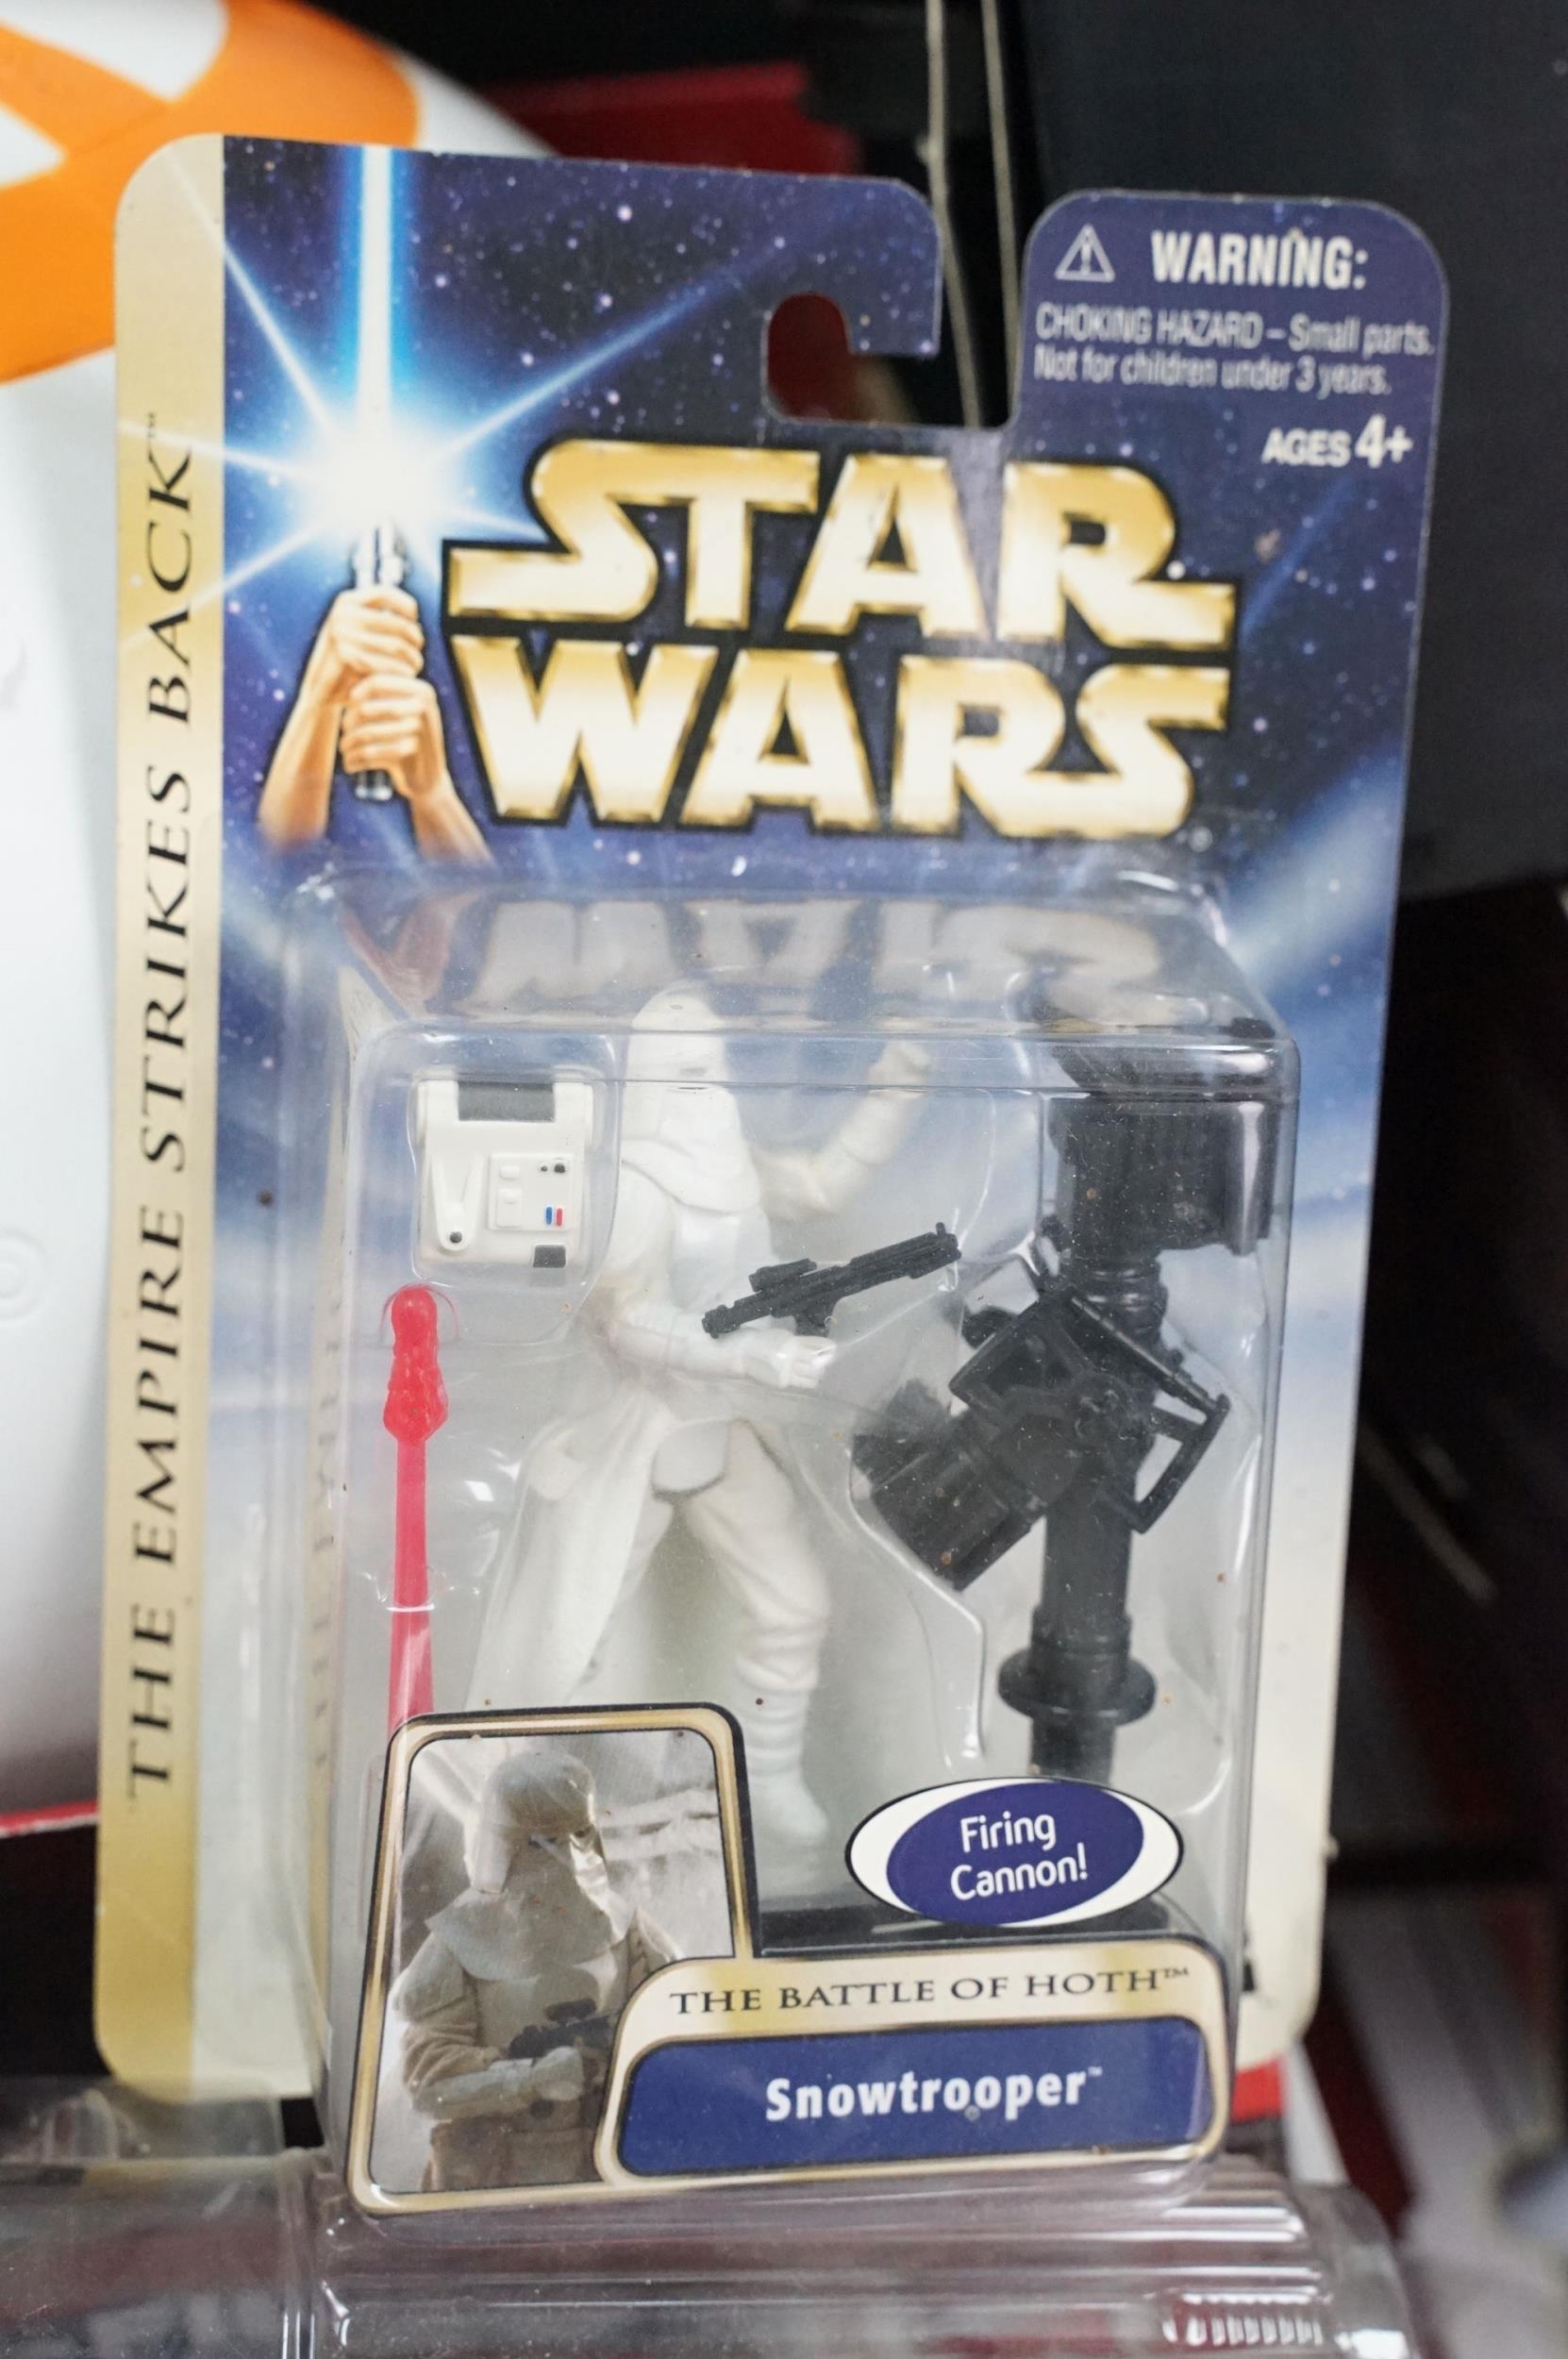 WARNING:
CHOKING HAZARD – Small parts.
Not for children under 3 years.
AGES 4+
STAR
WARS
THE EMPIRE STRIKES BACK™
Firing
Cannon!
THE BATTLE OF HOTH™
Snowtrooper™